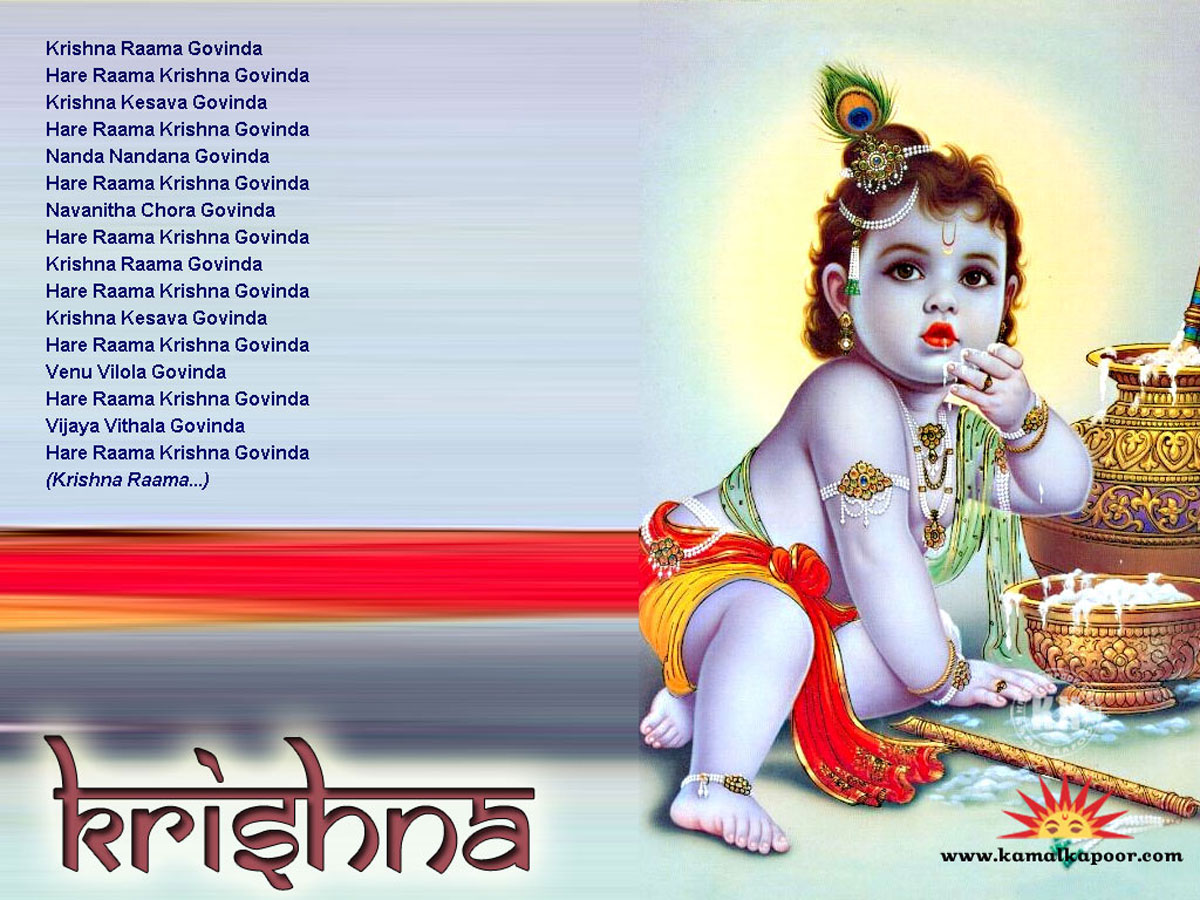 Krishna Raama Govinda
Hare Raama Krishna Govinda
Krishna Kesava Govinda
Hare Raama Krishna Govinda
Nanda Nandana Govinda
Hare Raama Krishna Govinda
Navanitha Chora Govinda
Hare Raama Krishna Govinda
Krishna Raama Govinda
Hare Raama Krishna Govinda
Krishna Kesava Govinda
Hare Raama Krishna Govinda
Venu Vilola Govinda
Hare Raama Krishna Govinda
Vijaya Vithala Govinda
Hare Raama Krishna Govinda
(Krishna Raama...)
krishna
www.kamalkapoor.com